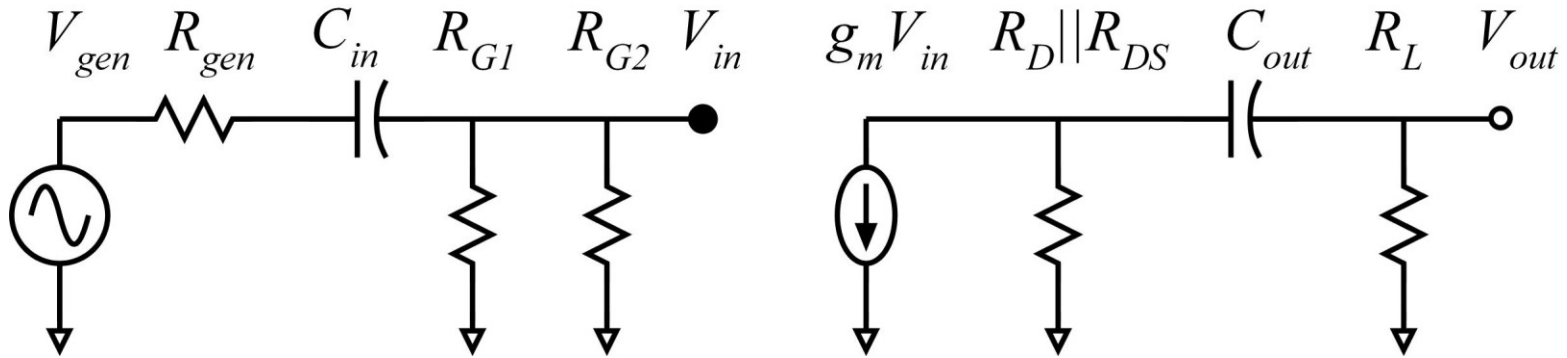 V_gen R_gen C_in R_G1 R_G2 V_in g_m V_in R_D||R_DS C_out R_L V_out